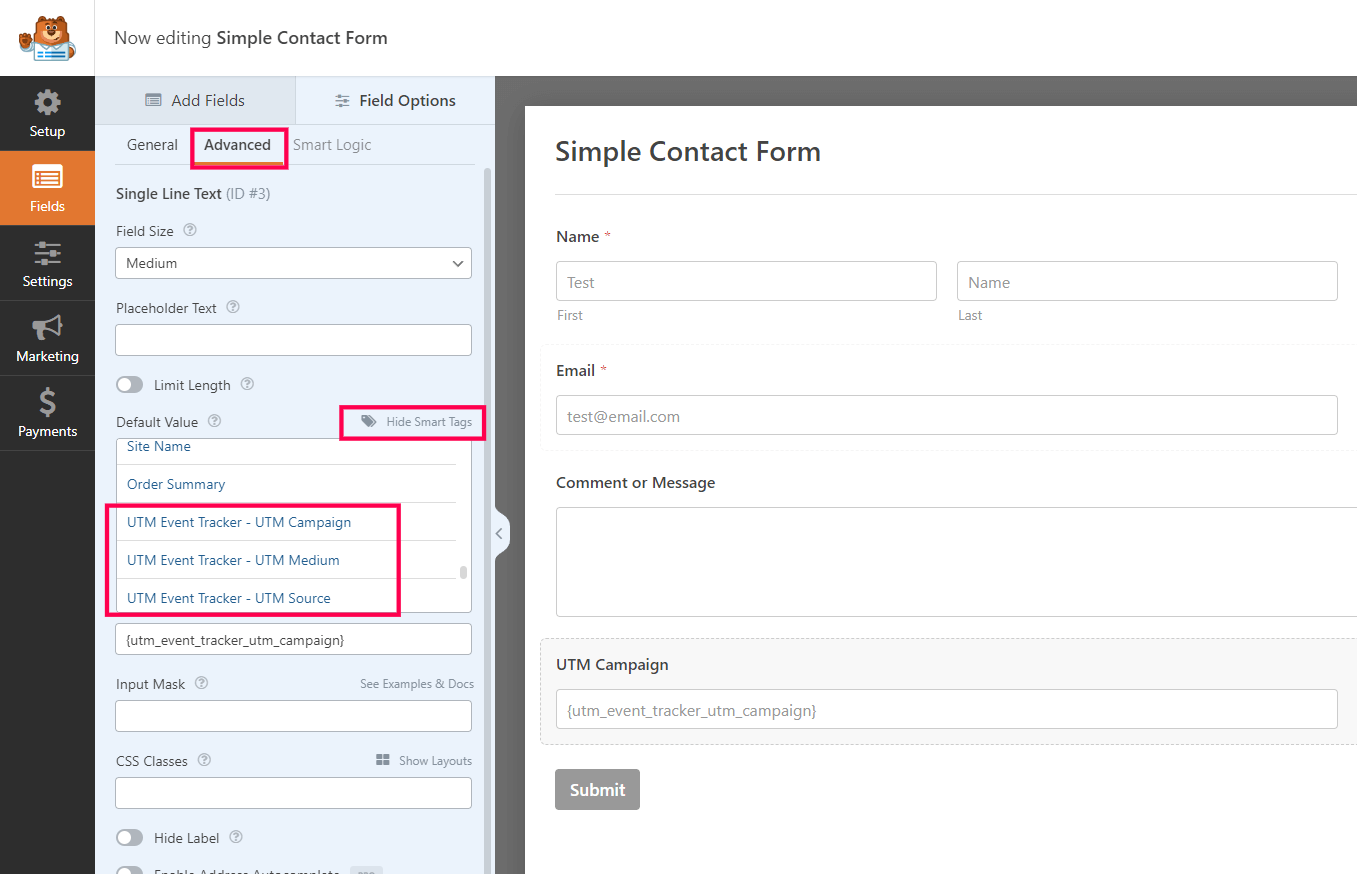 Now editing Simple Contact Form
Setup
Fields
Settings
Marketing
Payments
Add Fields
Field Options
General
Advanced
Smart Logic
Single Line Text (ID #3)
Field Size
Medium
Placeholder Text
Limit Length
Default Value
Hide Smart Tags
Site Name
Order Summary
UTM Event Tracker - UTM Campaign
UTM Event Tracker - UTM Medium
UTM Event Tracker - UTM Source
{utm_event_tracker_utm_campaign}
Input Mask
See Examples & Docs
CSS Classes
Show Layouts
Hide Label
Enable Address Autocomplete
Simple Contact Form
Name *
Test
Name
First
Last
Email *
test@email.com
Comment or Message
UTM Campaign
{utm_event_tracker_utm_campaign}
Submit